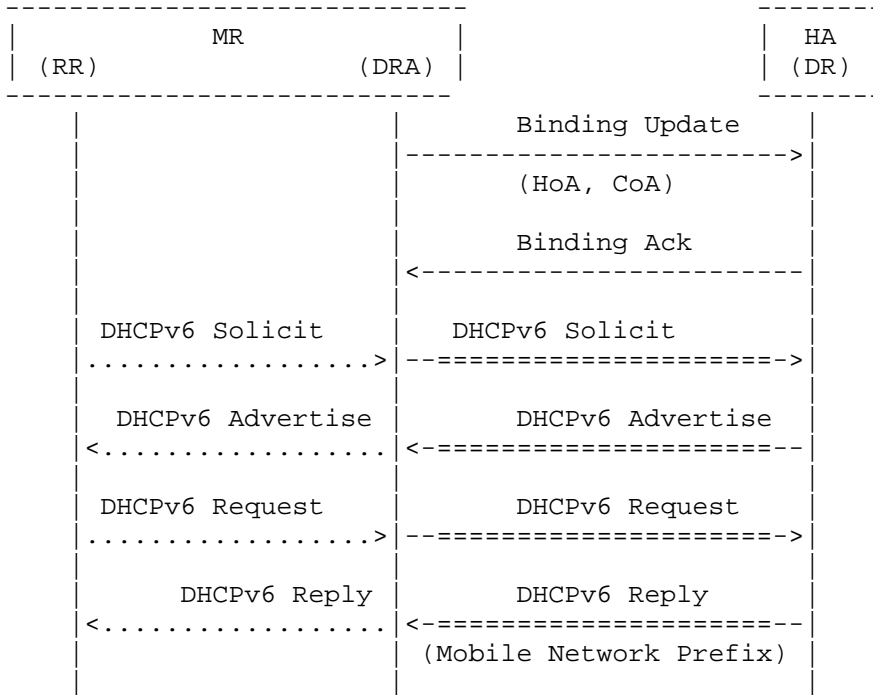 MR HA
(RR) (DRA) (DR)
Binding Update
(HoA, CoA)
Binding Ack
DHCPv6 Solicit DHCPv6 Solicit
DHCPv6 Advertise DHCPv6 Advertise
DHCPv6 Request DHCPv6 Request
DHCPv6 Reply DHCPv6 Reply
(Mobile Network Prefix)